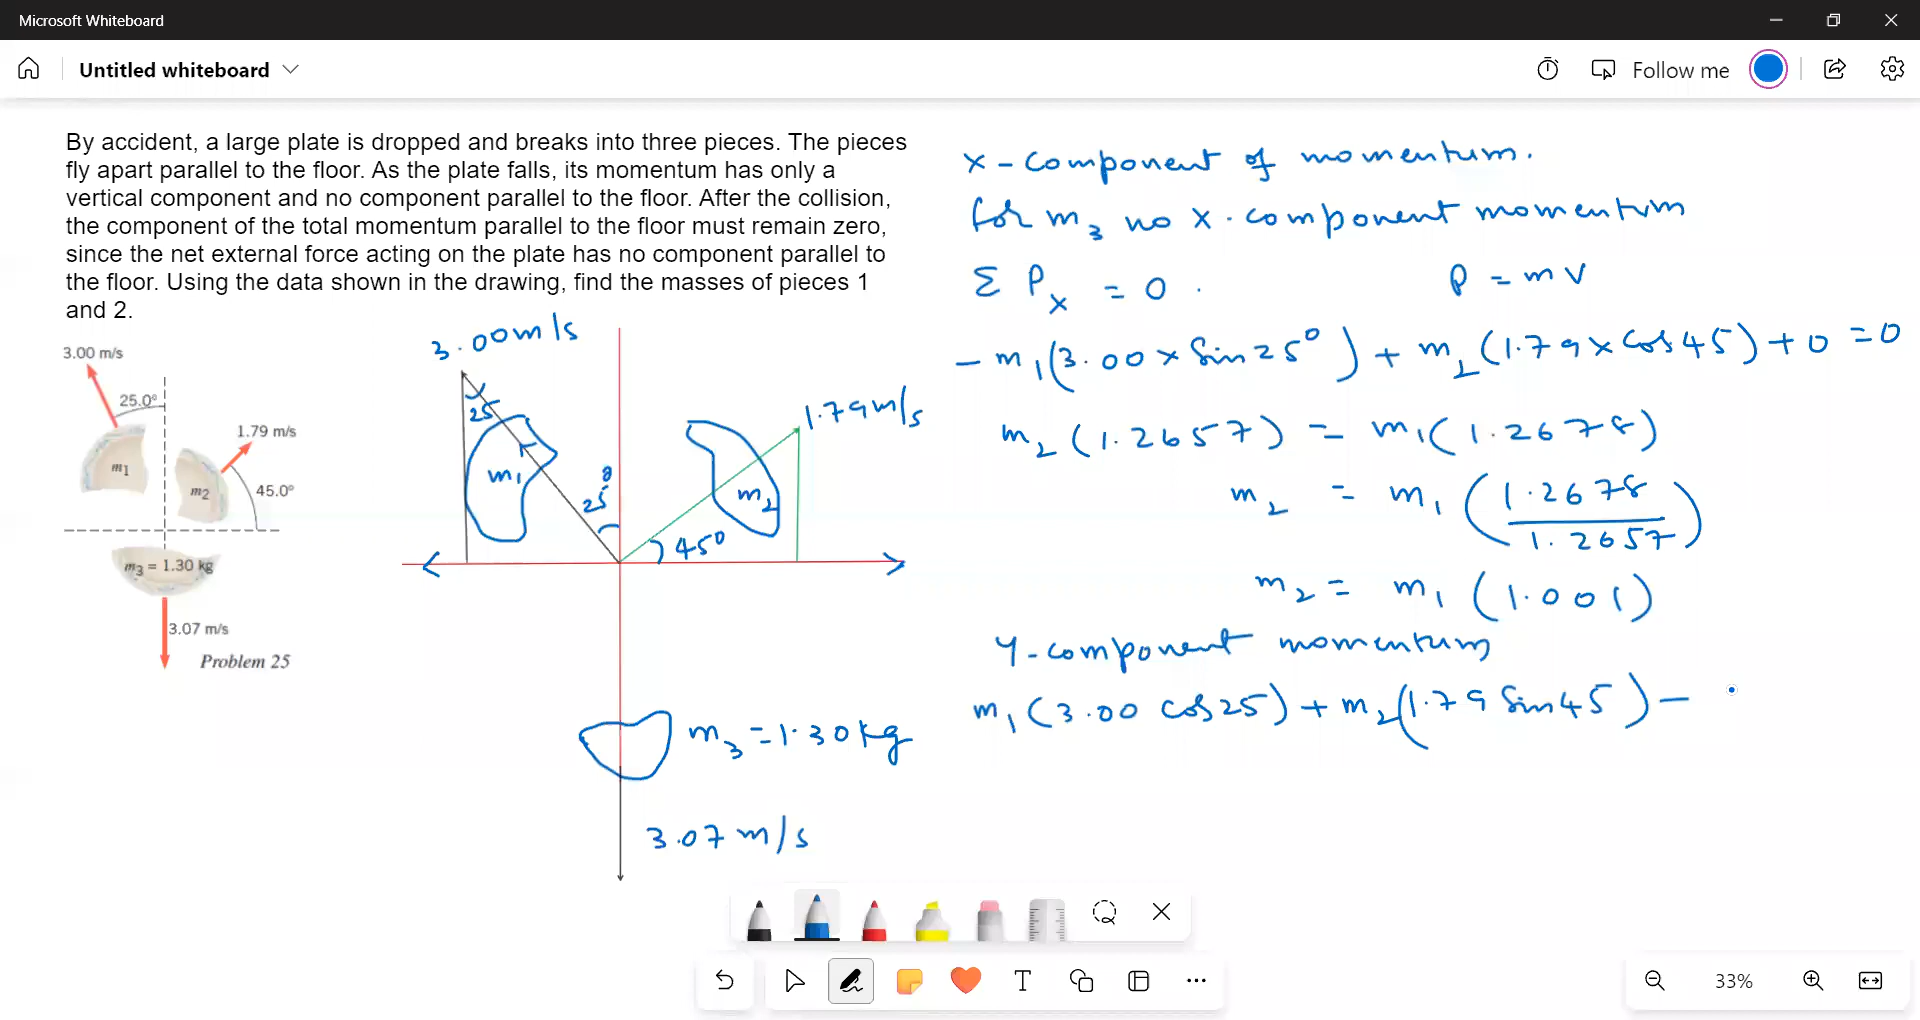 Microsoft Whiteboard
Untitled whiteboard
Follow me
By accident, a large plate is dropped and breaks into three pieces. The pieces
fly apart parallel to the floor. As the plate falls, its momentum has only a
vertical component and no component parallel to the floor. After the collision,
the component of the total momentum parallel to the floor must remain zero,
since the net external force acting on the plate has no component parallel to
the floor. Using the data shown in the drawing, find the masses of pieces 1
and 2.
3.00 m/s
25.0°
1.79 m/s
m1
m2
45.0°
m3 = 1.30 kg
3.07 m/s
Problem 25
3.00m/s
25
m1
25°
1.79m/s
m2
45°
m3=1.30kg
3.07 m/s
x-component of momentum.
for m3 no x-component momentum
Σ Px = 0 .
P = mv
- m1(3.00 × Sin25°) + m2(1.79×cos45)+0=0
m2(1.2657) = m1(1.2678)
m2 = m1(1.2678/1.2657)
m2 = m1(1.001)
Y-component momentum
m1(3.00 cos25)+m2(1.79 Sin45)-
33%